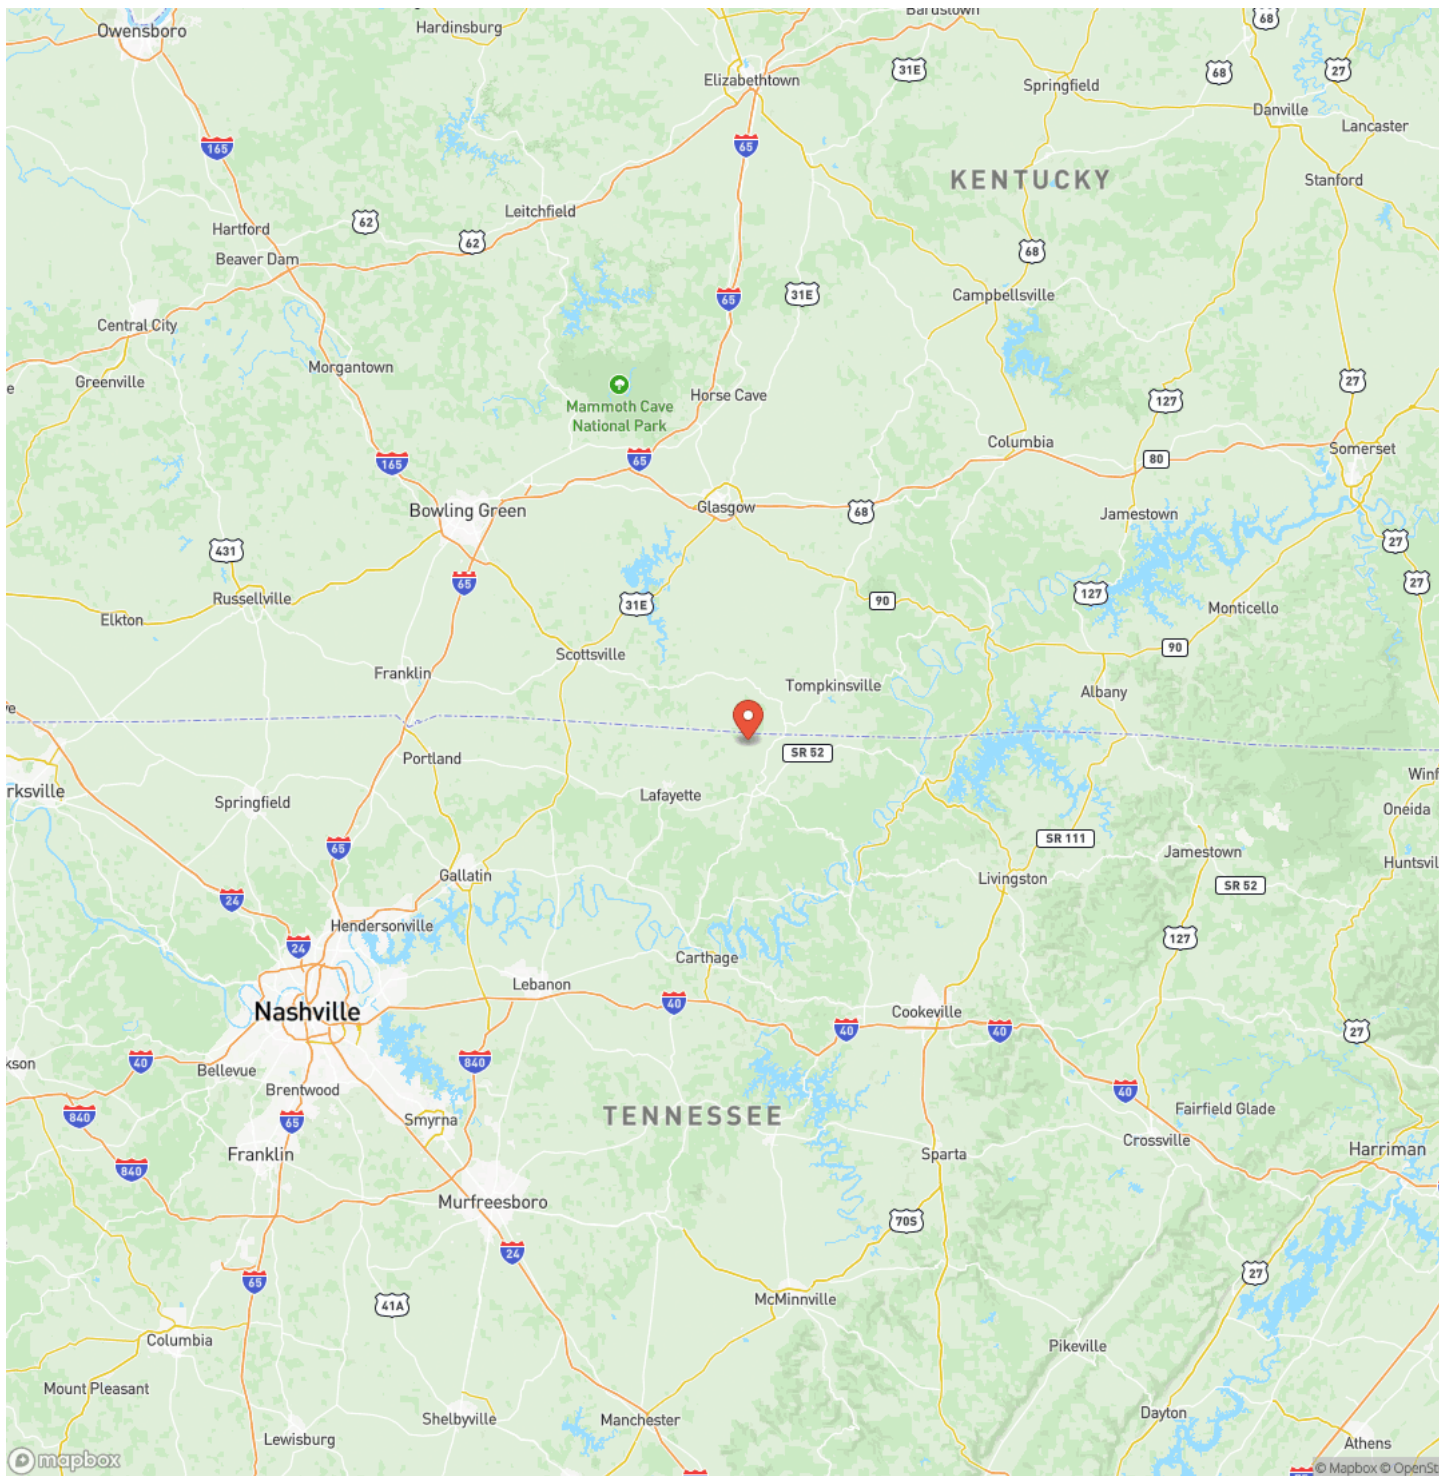 Owensboro
Hardinsburg
Bardstown
68
Elizabethtown
31E
68
27
Springfield
Danville
Lancaster
165
65
KENTUCKY
Stanford
Leitchfield
62
62
Hartford
Beaver Dam
68
65
31E
Campbellsville
Central City
Morgantown
Greenville
e
27
Mammoth Cave
National Park
Horse Cave
127
Columbia
Somerset
165
65
80
Bowling Green
Glasgow
68
Jamestown
431
27
65
27
Russellville
31E
90
127
Monticello
Elkton
Scottsville
90
Franklin
Tompkinsville
Albany
e
SR 52
Portland
Winf
rksville
Springfield
Lafayette
Oneida
65
SR 111
Jamestown
Huntsvil
Gallatin
Livingston
SR 52
24
Hendersonville
24
127
Carthage
Lebanon
40
Nashville
Cookeville
40
40
27
40
840
kson
Bellevue
Brentwood
40
840
65
Smyrna
TENNESSEE
Fairfield Glade
Crossville
Franklin
840
Sparta
Harriman
Murfreesboro
70S
24
65
27
41A
McMinnville
Columbia
Pikeville
Mount Pleasant
Shelbyville
Manchester
Dayton
Lewisburg
Athens
mapbox
© Mapbox © OpenSt